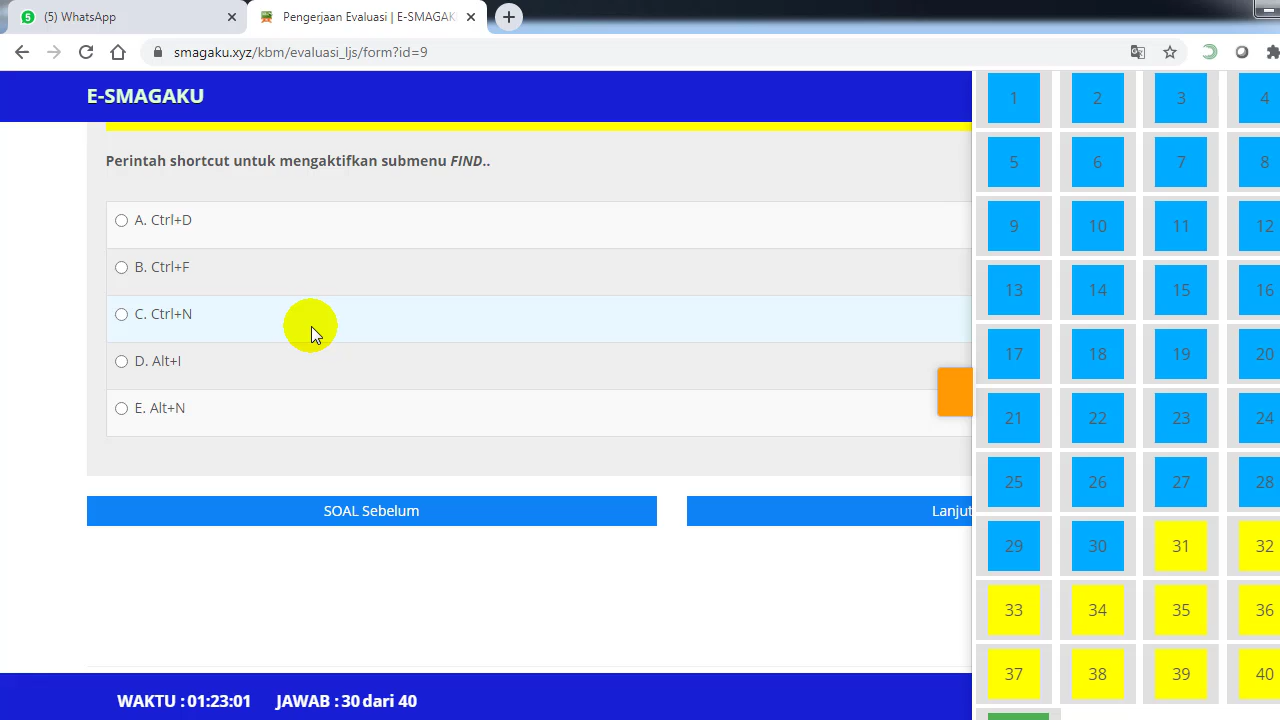 (5) WhatsApp
Pengerjaan Evaluasi | E-SMAGAK
smagaku.xyz/kbm/evaluasi_ljs/form?id=9
E-SMAGAKU
Perintah shortcut untuk mengaktifkan submenu FIND..
A. Ctrl+D
B. Ctrl+F
C. Ctrl+N
D. Alt+I
E. Alt+N
SOAL Sebelum
Lanjut
1 2 3 4
5 6 7 8
9 10 11 12
13 14 15 16
17 18 19 20
21 22 23 24
25 26 27 28
29 30 31 32
33 34 35 36
37 38 39 40
WAKTU : 01:23:01 JAWAB : 30 dari 40